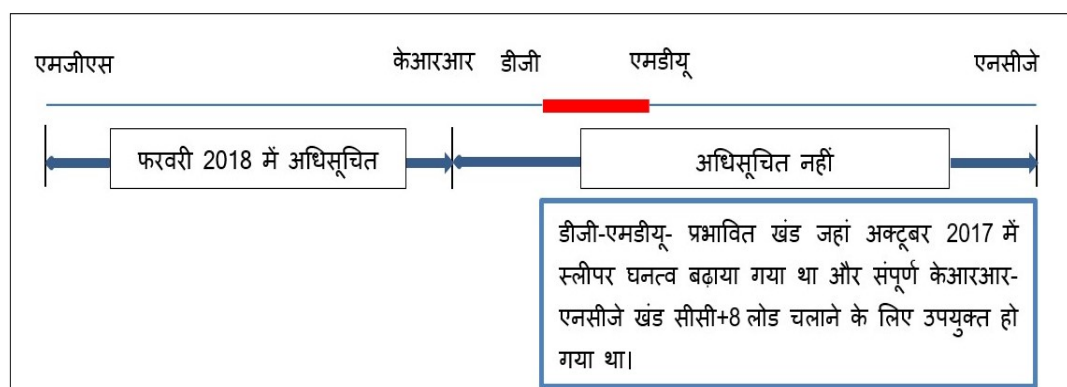 एमजीएस केआरआर डीजी एमडीयू एनसीजे
फरवरी 2018 में अधिसूचित अधिसूचित नहीं
डीजी-एमडीयू- प्रभावित खंड जहां अक्टूबर 2017 में
स्लीपर घनत्व बढ़ाया गया था और संपूर्ण केआरआर-
एनसीजे खंड सीसी+8 लोड चलाने के लिए उपयुक्त हो
गया था।